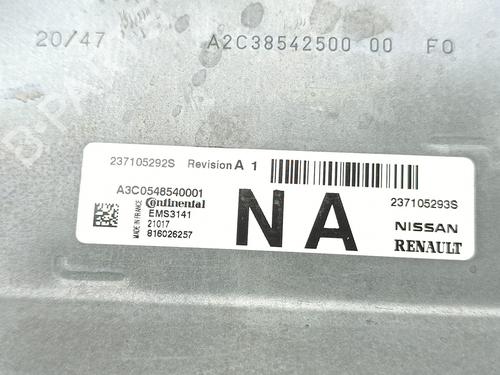 20/47 A2C38542500 00 F0
237105292S Revision A 1
A3C0548540001
Continental
EMS3141
21017
816026257
MADE IN FRANCE
NA
237105293S
NISSAN
RENAULT
B-PARTS